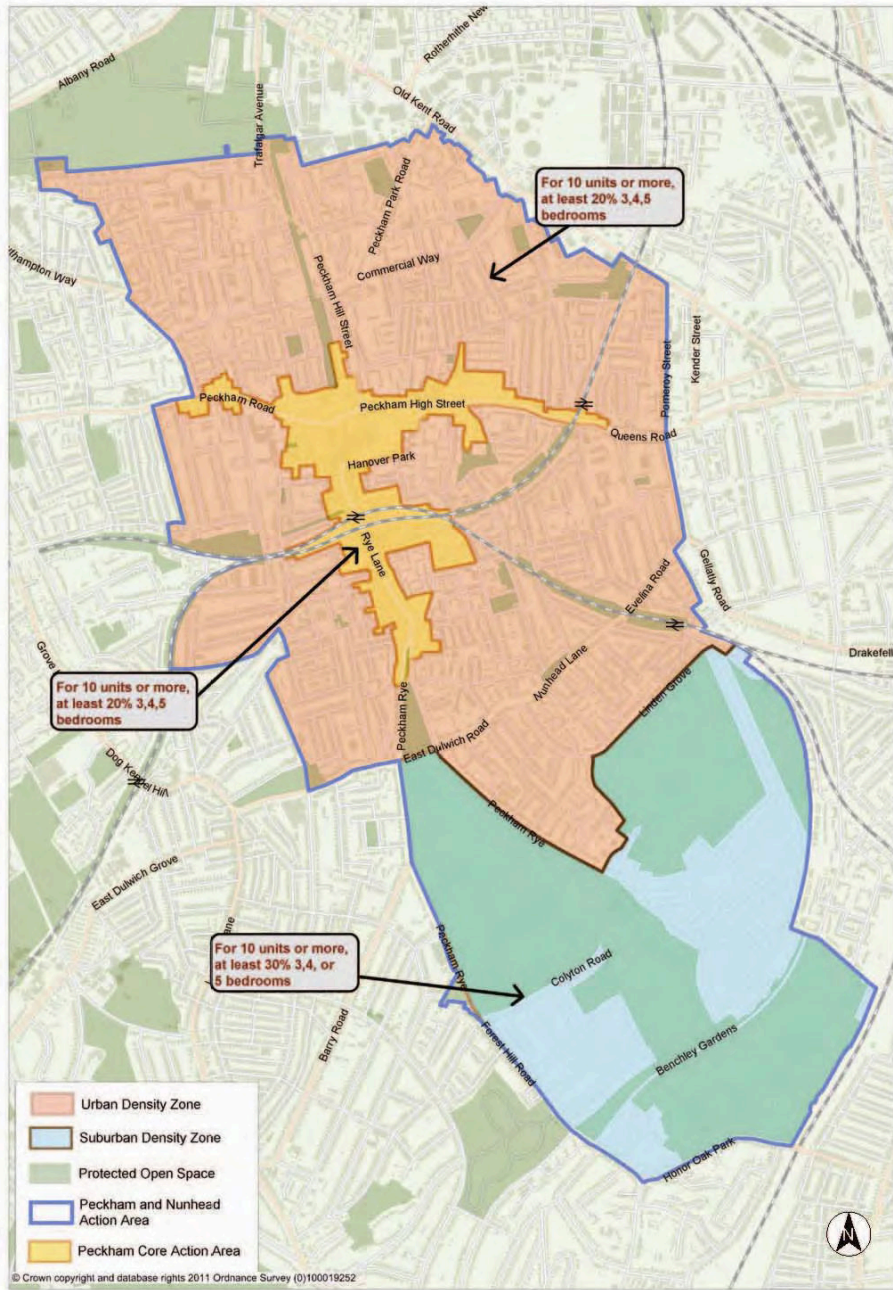 Albany Road
Trafalgar Avenue
Rotherhithe New
Old Kent Road
Peckham Park Road
For 10 units or more,
at least 20% 3,4,5
bedrooms
Commercial Way
Peckham Hill Street
Kender Street
Pomeroy Street
Peckham Road
Peckham High Street
Queens Road
Hanover Park
Rye Lane
Evelina Road
Gellatly Road
Drakefell
Nunhead Lane
Linden Grove
For 10 units or more,
at least 20% 3,4,5
bedrooms
Peckham Rye
East Dulwich Road
Dog Kennel Hill
Peckham Rye
East Dulwich Grove
For 10 units or more,
at least 30% 3,4, or
5 bedrooms
Peckham Rye
Colyton Road
Barry Road
Forest Hill Road
Benchley Gardens
Honor Oak Park
Urban Density Zone
Suburban Density Zone
Protected Open Space
Peckham and Nunhead
Action Area
Peckham Core Action Area
N
© Crown copyright and database rights 2011 Ordnance Survey (0)100019252